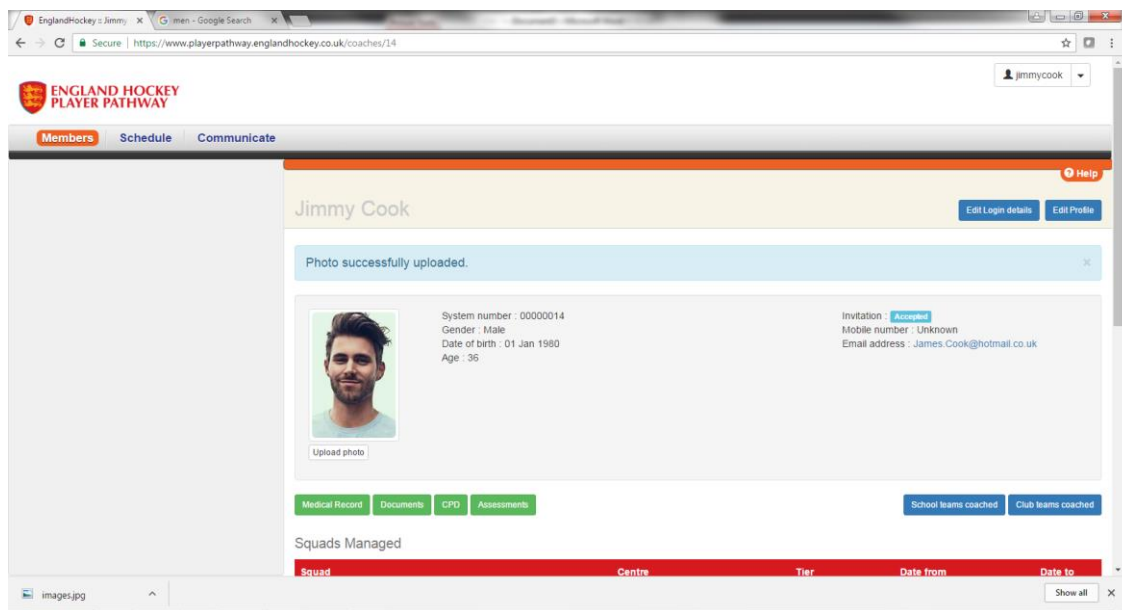 EnglandHockey :: Jimmy
men - Google Search
Secure | https://www.playerpathway.englandhockey.co.uk/coaches/14
jimmycook
ENGLAND HOCKEY
PLAYER PATHWAY
Members Schedule Communicate
Help
Jimmy Cook
Edit Login details Edit Profile
Photo successfully uploaded.
System number : 00000014
Gender : Male
Date of birth : 01 Jan 1980
Age : 36
Invitation : Accepted
Mobile number : Unknown
Email address : James.Cook@hotmail.co.uk
Upload photo
Medical Record Documents CPD Assessments
School teams coached Club teams coached
Squads Managed
Squad Centre Tier Date from Date to
images.jpg
Show all